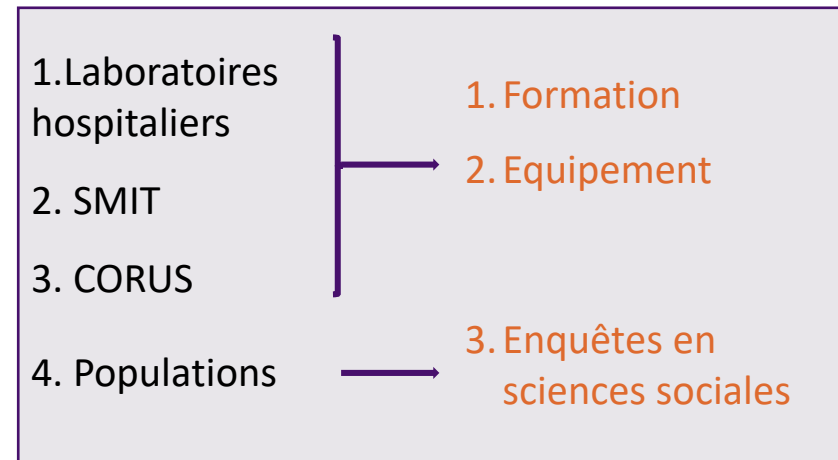 1.Laboratoires
hospitaliers
2. SMIT
3. CORUS
4. Populations
1. Formation
2. Equipement
3. Enquêtes en
sciences sociales